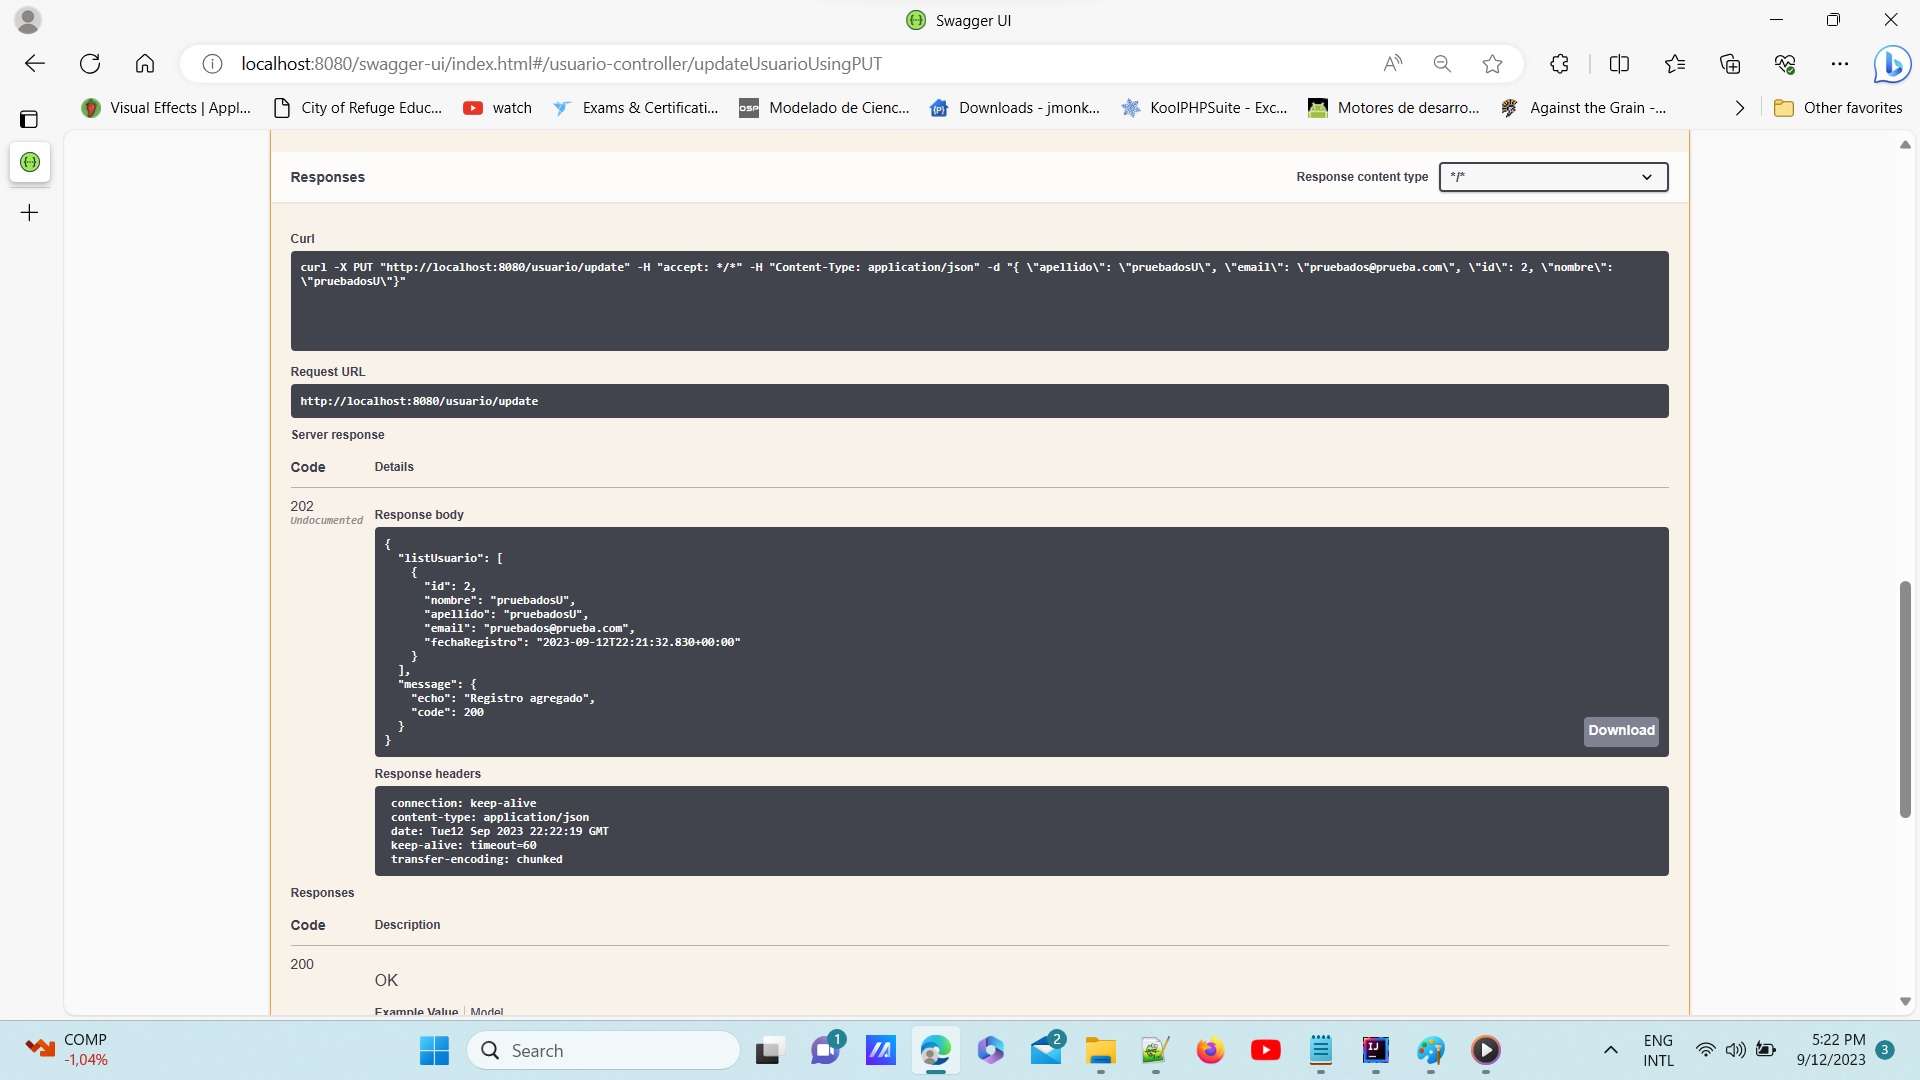 Swagger UI
localhost:8080/swagger-ui/index.html#/usuario-controller/updateUsuarioUsingPUT
Visual Effects | Appl...
City of Refuge Educ...
watch
Exams & Certificati...
Modelado de Cienc...
Downloads - jmonk...
KoolPHPSuite - Exc...
Motores de desarro...
Against the Grain -...
Other favorites
Responses
Response content type
*/*
Curl
curl -X PUT "http://localhost:8080/usuario/update" -H "accept: */*" -H "Content-Type: application/json" -d "{ \"apellido\": \"pruebadosU\", \"email\": \"pruebados@prueba.com\", \"id\": 2, \"nombre\":
\"pruebadosU\"}"
Request URL
http://localhost:8080/usuario/update
Server response
Code
Details
202
Undocumented
Response body
{
"listUsuario": [
{
"id": 2,
"nombre": "pruebadosU",
"apellido": "pruebadosU",
"email": "pruebados@prueba.com",
"fechaRegistro": "2023-09-12T22:21:32.830+00:00"
}
],
"message": {
"echo": "Registro agregado",
"code": 200
}
}
Download
Response headers
connection: keep-alive
content-type: application/json
date: Tue12 Sep 2023 22:22:19 GMT
keep-alive: timeout=60
transfer-encoding: chunked
Responses
Code
Description
200
OK
Example Value
Model
COMP
-1,04%
Search
1
2
ENG
INTL
5:22 PM
9/12/2023
3